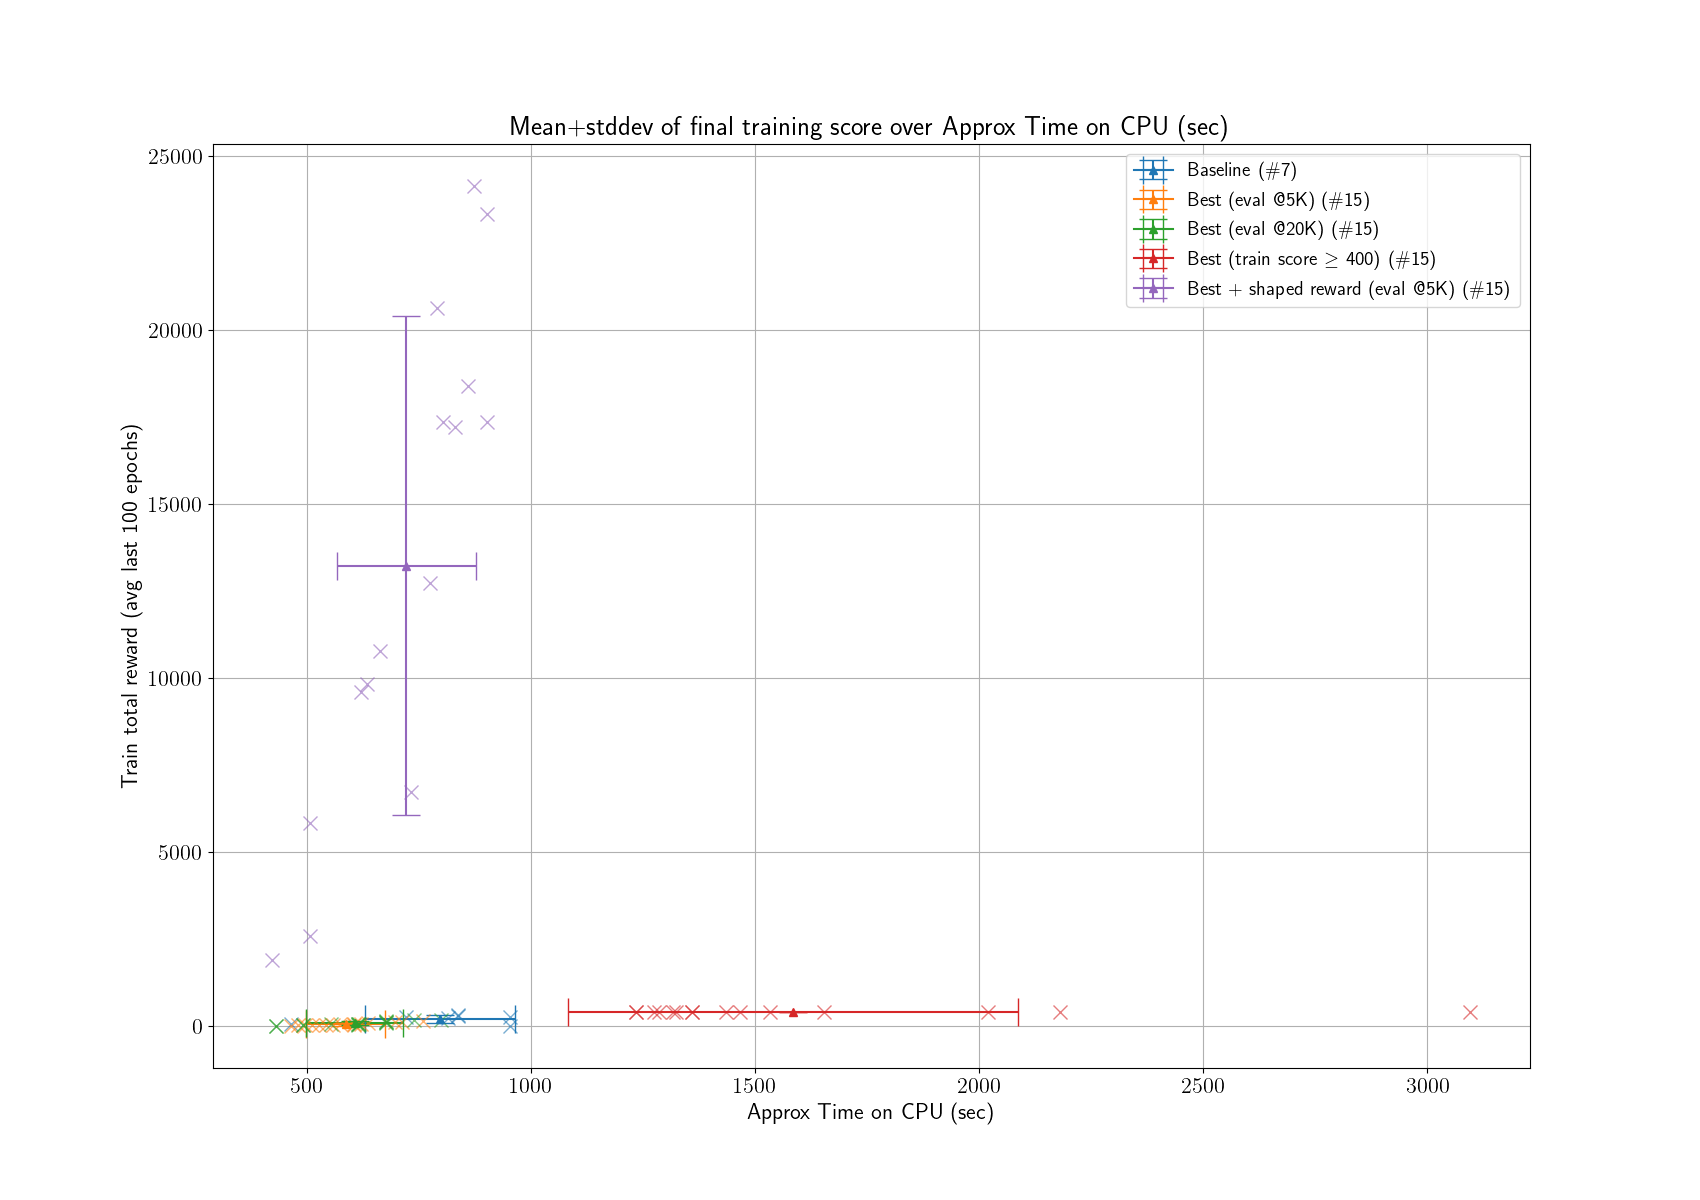 Mean+stddev of final training score over Approx Time on CPU (sec)
25000
20000
15000
10000
5000
0
Train total reward (avg last 100 epochs)
Baseline (#7)
Best (eval @5K) (#15)
Best (eval @20K) (#15)
Best (train score ≥ 400) (#15)
Best + shaped reward (eval @5K) (#15)
500 1000 1500 2000 2500 3000
Approx Time on CPU (sec)